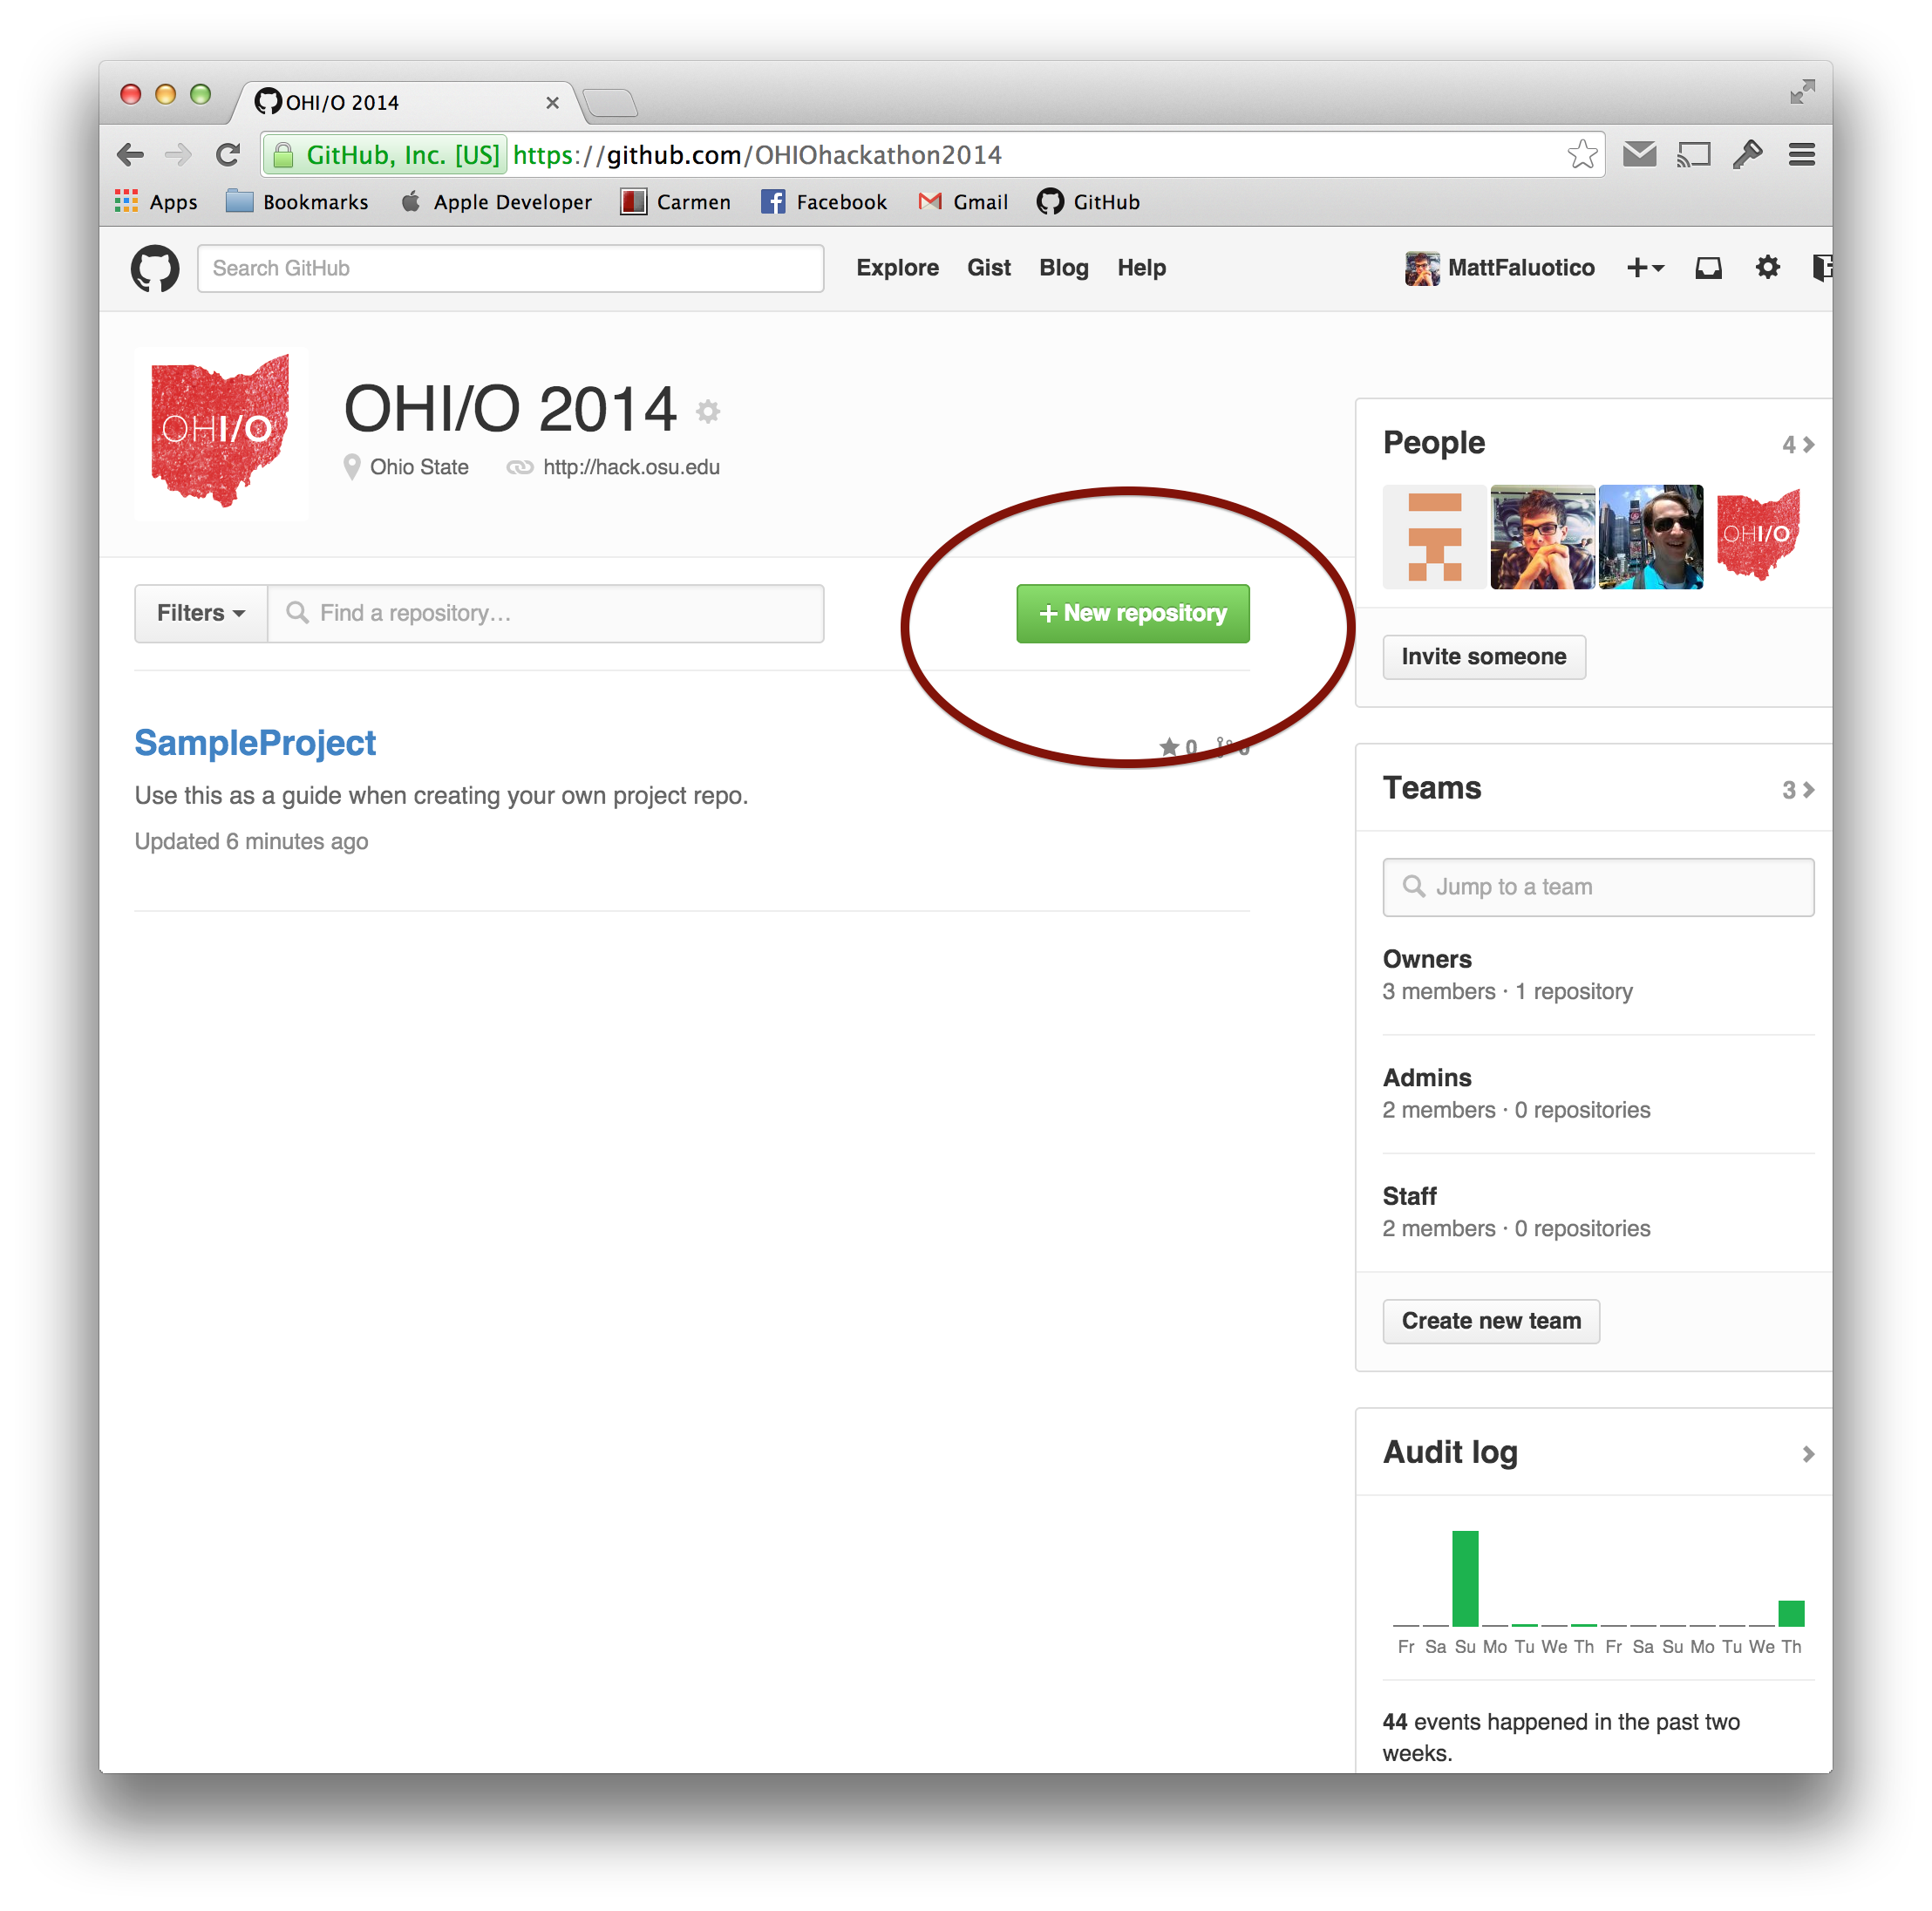 OHI/O 2014
GitHub, Inc. [US] https://github.com/OHIOhackathon2014
Apps Bookmarks Apple Developer Carmen Facebook Gmail GitHub
Search GitHub Explore Gist Blog Help MattFaluotico
OHI/O
OHI/O 2014
Ohio State http://hack.osu.edu
People 4
OHI/O
Filters Find a repository... + New repository
Invite someone
SampleProject 0
Use this as a guide when creating your own project repo.
Updated 6 minutes ago
Teams 3
Jump to a team
Owners
3 members · 1 repository
Admins
2 members · 0 repositories
Staff
2 members · 0 repositories
Create new team
Audit log
Fr Sa Su Mo Tu We Th Fr Sa Su Mo Tu We Th
44 events happened in the past two
weeks.